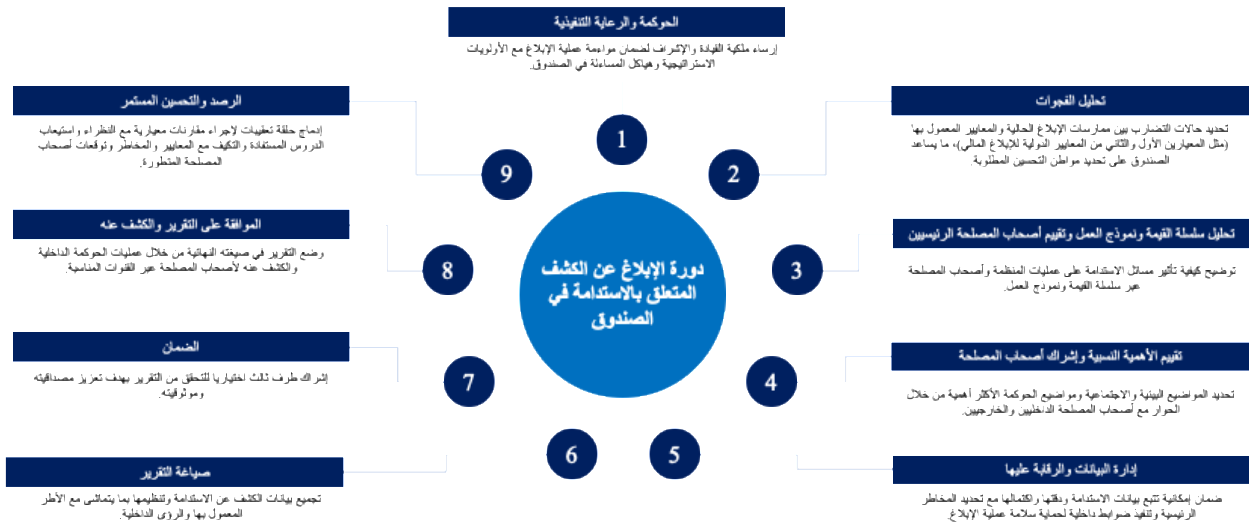 الحوكمة والرعاية التنفيذية
إرساء ملكية القيادة والإشراف لضمان مواءمة عملية الإبلاغ مع الأولويات
الاستراتيجية وهياكل المساءلة في الصندوق.
1
تحليل الفجوات
تحديد حالات التضارب بين ممارسات الإبلاغ الحالية والمعايير المعمول بها
(مثل المعيارين الأول والثاني من المعايير الدولية للإبلاغ المالي)، ما يساعد
الصندوق على تحديد مواطن التحسين المطلوبة.
2
تحليل سلسلة القيمة ونموذج العمل وتقييم أصحاب المصلحة الرئيسيين
توضيح كيفية تأثير مسائل الاستدامة على عمليات المنظمة وأصحاب المصلحة
عبر سلسلة القيمة ونموذج العمل.
3
تقييم الأهمية النسبية وإشراك أصحاب المصلحة
تحديد المواضيع البيئية والاجتماعية ومواضيع الحوكمة الأكثر أهمية من خلال
الحوار مع أصحاب المصلحة الداخليين والخارجيين.
4
إدارة البيانات والرقابة عليها
ضمان إمكانية تتبع بيانات الاستدامة ودقتها واكتمالها مع تحديد المخاطر
الرئيسية وتنفيذ ضوابط داخلية لحماية سلامة عملية الإبلاغ.
5
صياغة التقرير
تجميع بيانات الكشف عن الاستدامة وتنظيمها بما يتماشى مع الأطر
المعمول بها والرؤى الداخلية.
6
الضمان
إشراك طرف ثالث اختياريا للتحقق من التقرير بهدف تعزيز مصداقيته
وموثوقيته.
7
الموافقة على التقرير والكشف عنه
وضع التقرير في صيغته النهائية من خلال عمليات الحوكمة الداخلية
والكشف عنه لأصحاب المصلحة عبر القنوات المناسبة.
8
الرصد والتحسين المستمر
إدماج حلقة تعقيبات لإجراء مقارنات معيارية مع النظراء واستيعاب
الدروس المستفادة والتكيف مع المعايير والمخاطر وتوقعات أصحاب
المصلحة المتطورة.
9
دورة الإبلاغ عن الكشف
المتعلق بالاستدامة في
الصندوق